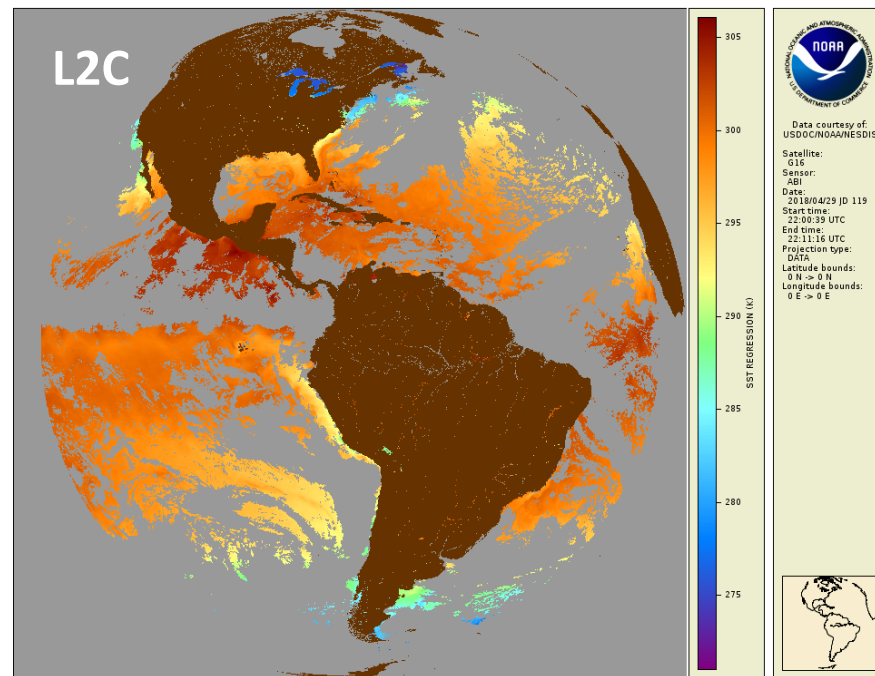 L2C
305
300
295
290
285
280
275
SST REGRESSION (K)
NATIONAL OCEANIC AND ATMOSPHERIC ADMINISTRATION
NOAA
U.S. DEPARTMENT OF COMMERCE
Data courtesy of:
USDOC/NOAA/NESDIS
Satellite:
G16
Sensor:
ABI
Date:
2018/04/29 JD 119
Start time:
22:00:39 UTC
End time:
22:11:16 UTC
Projection type:
DATA
Latitude bounds:
0 N -> 0 N
Longitude bounds:
0 E -> 0 E